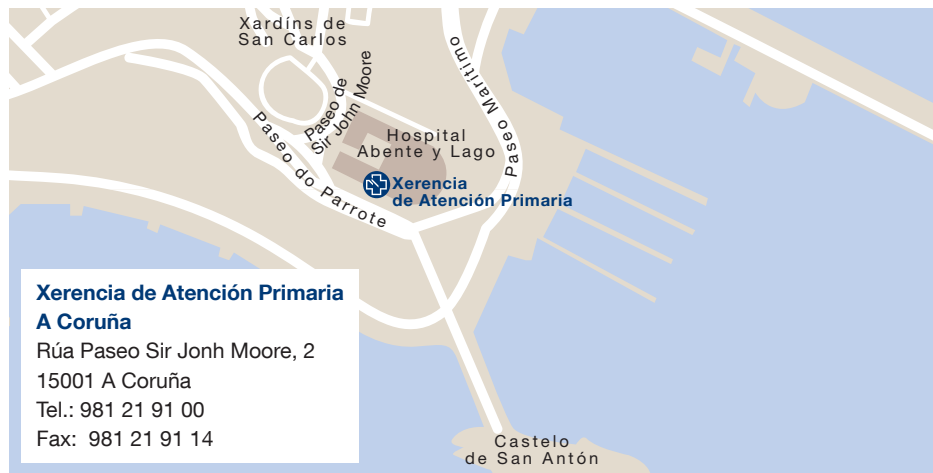 Xardíns de
San Carlos
Paseo de
Sir John Moore
Paseo Marítimo
Hospital
Abente y Lago
Paseo do Parrote
Xerencia
de Atención Primaria
Xerencia de Atención Primaria
A Coruña
Rúa Paseo Sir Jonh Moore, 2
15001 A Coruña
Tel.: 981 21 91 00
Fax: 981 21 91 14
Castelo
de San Antón